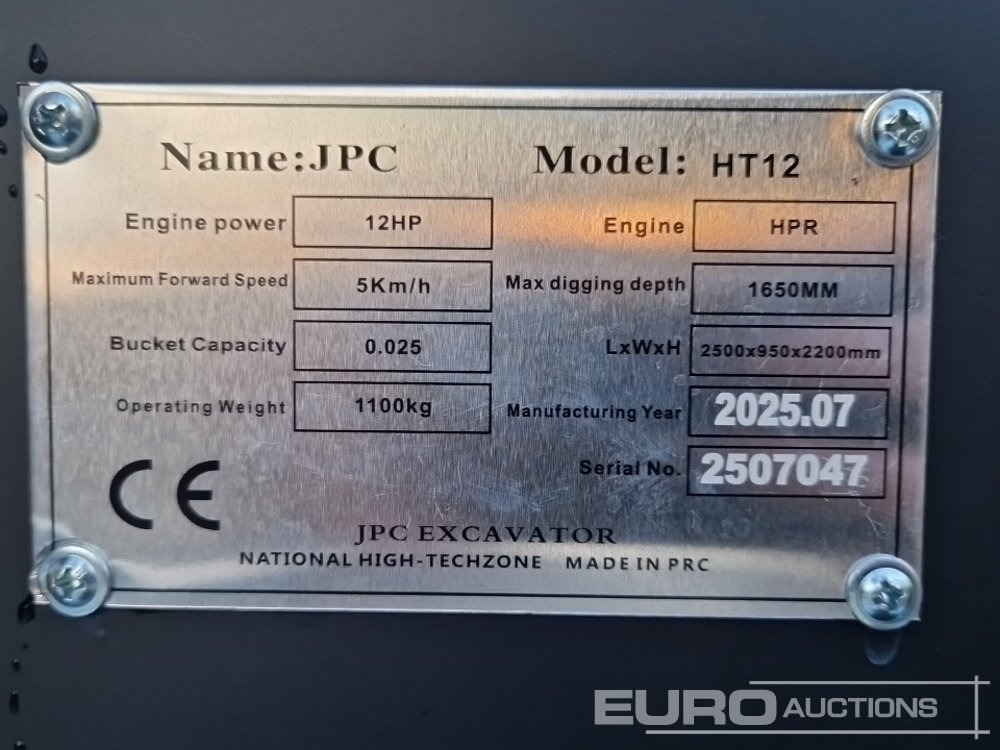 Name:JPC Model: HT12
Engine power 12HP Engine HPR
Maximum Forward Speed 5Km/h Max digging depth 1650MM
Bucket Capacity 0.025 LxWxH 2500x950x2200mm
Operating Weight 1100kg Manufacturing Year 2025.07
Serial No. 2507047
CE
JPC EXCAVATOR
NATIONAL HIGH-TECHZONE MADE IN PRC
EURO AUCTIONS